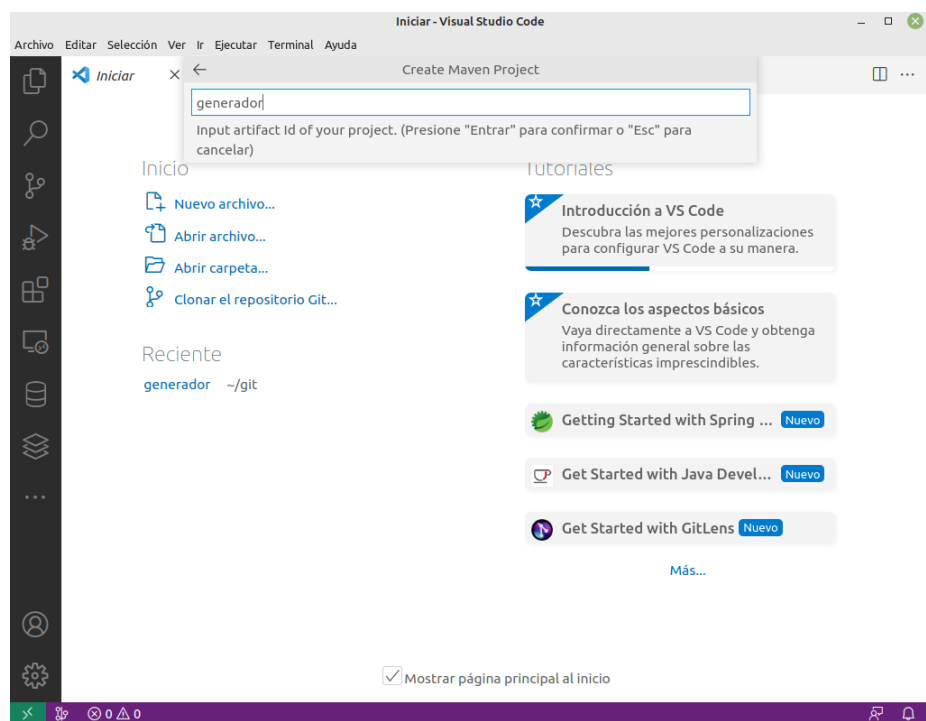 Iniciar - Visual Studio Code
Archivo Editar Selección Ver Ir Ejecutar Terminal Ayuda
Iniciar
Create Maven Project
generador
Input artifact Id of your project. (Presione "Entrar" para confirmar o "Esc" para
cancelar)
Inicio
Nuevo archivo...
Abrir archivo...
Abrir carpeta...
Clonar el repositorio Git...
Reciente
generador ~/git
Tutoriales
Introducción a VS Code
Descubra las mejores personalizaciones
para configurar VS Code a su manera.
Conozca los aspectos básicos
Vaya directamente a VS Code y obtenga
información general sobre las
características imprescindibles.
Getting Started with Spring ... Nuevo
Get Started with Java Devel... Nuevo
Get Started with GitLens Nuevo
Más...
Mostrar página principal al inicio
0 0